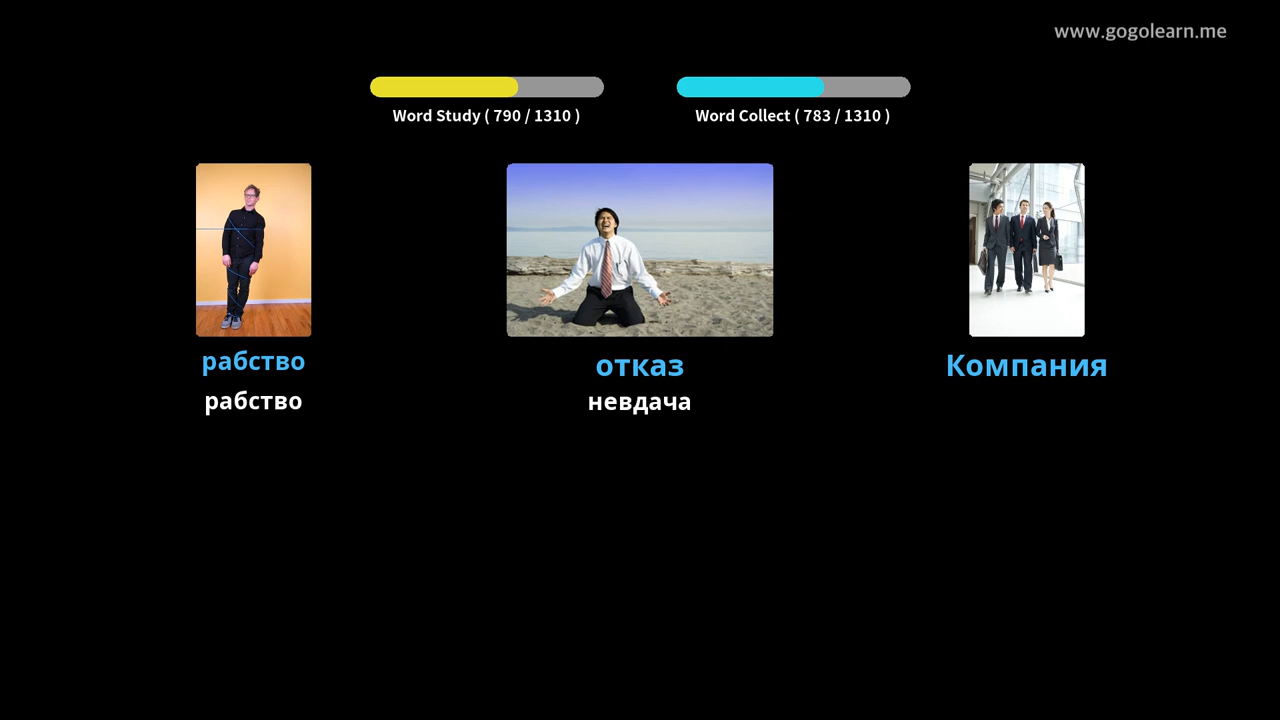 www.gogolearn.me
Word Study ( 790 / 1310 )
Word Collect ( 783 / 1310 )
рабство
рабство
отказ
невдача
Компания